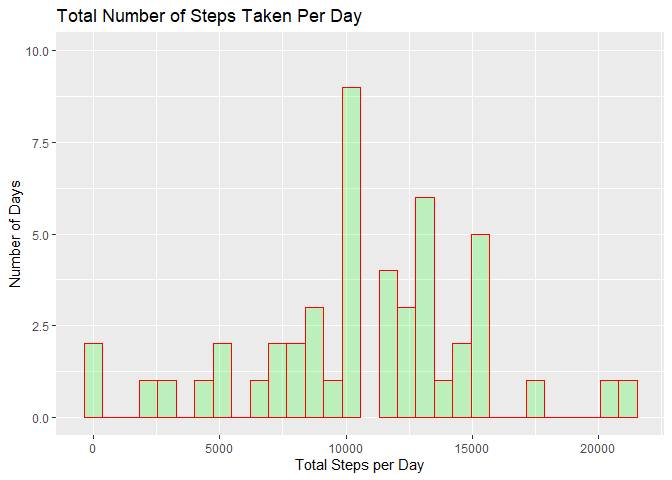 Total Number of Steps Taken Per Day
10.0
7.5
5.0
2.5
0.0
Number of Days
0 5000 10000 15000 20000
Total Steps per Day